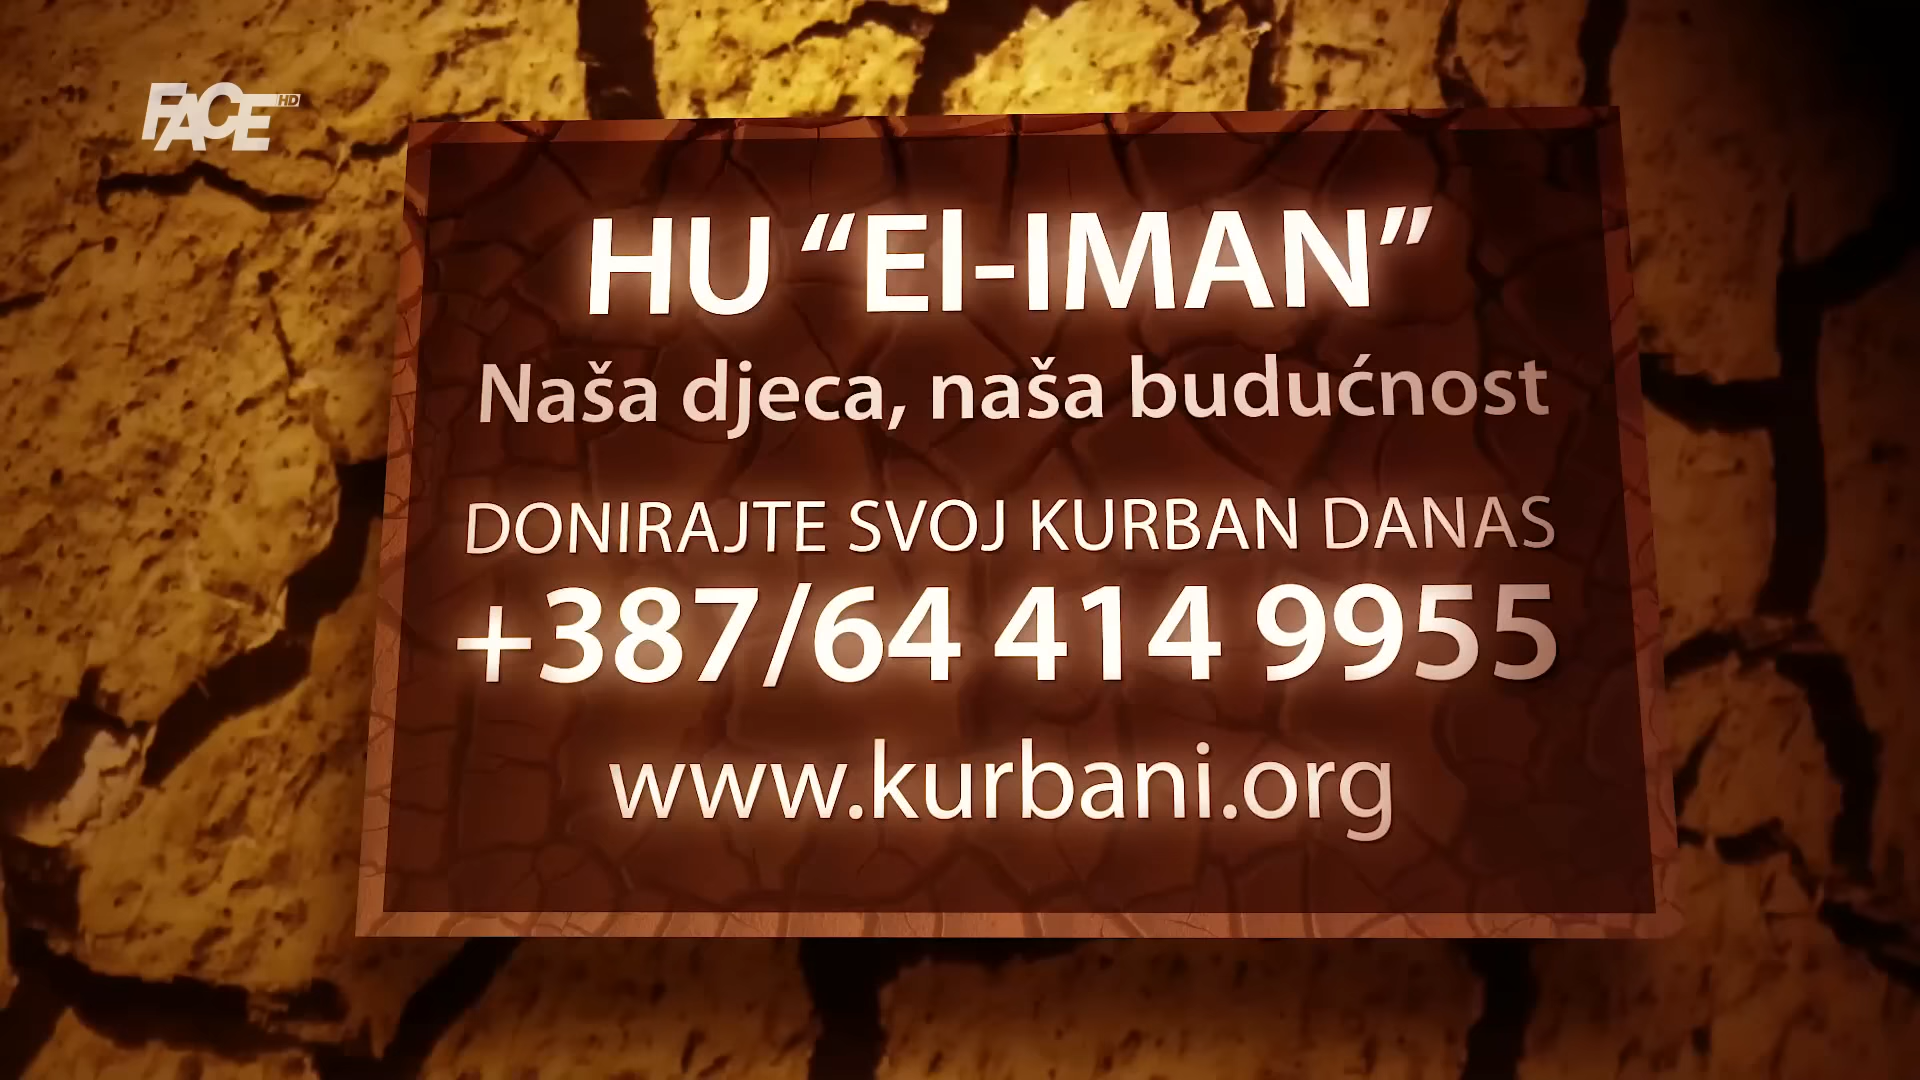 FACE HD
HU “El-IMAN”
Naša djeca, naša budućnost
DONIRAJTE SVOJ KURBAN DANAS
+387/64 414 9955
www.kurbani.org